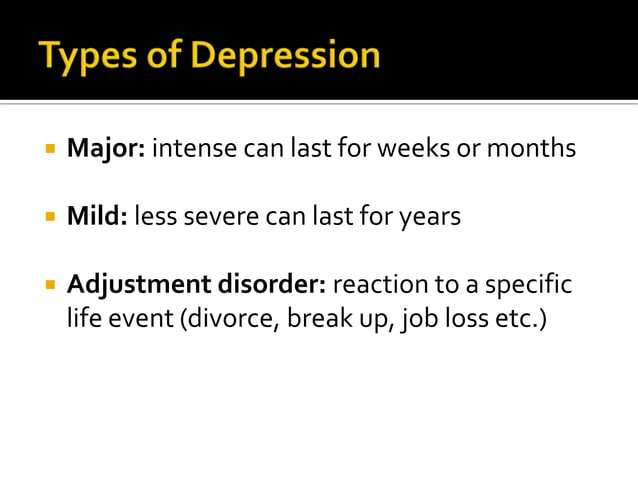 Types of Depression
Major: intense can last for weeks or months
Mild: less severe can last for years
Adjustment disorder: reaction to a specific
life event (divorce, break up, job loss etc.)